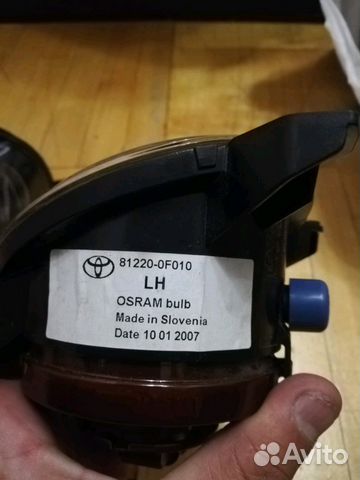 81220-0F010
LH
OSRAM bulb
Made in Slovenia
Date 10 01 2007
Avito